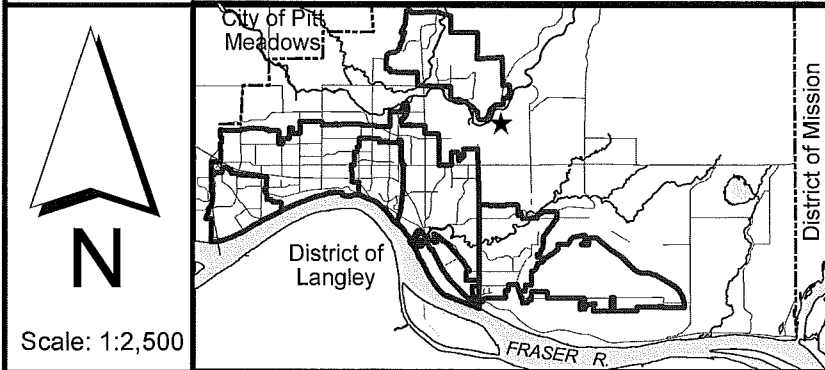 N
Scale: 1:2,500
City of Pitt
Meadows
District of
Langley
District of Mission
FRASER R.